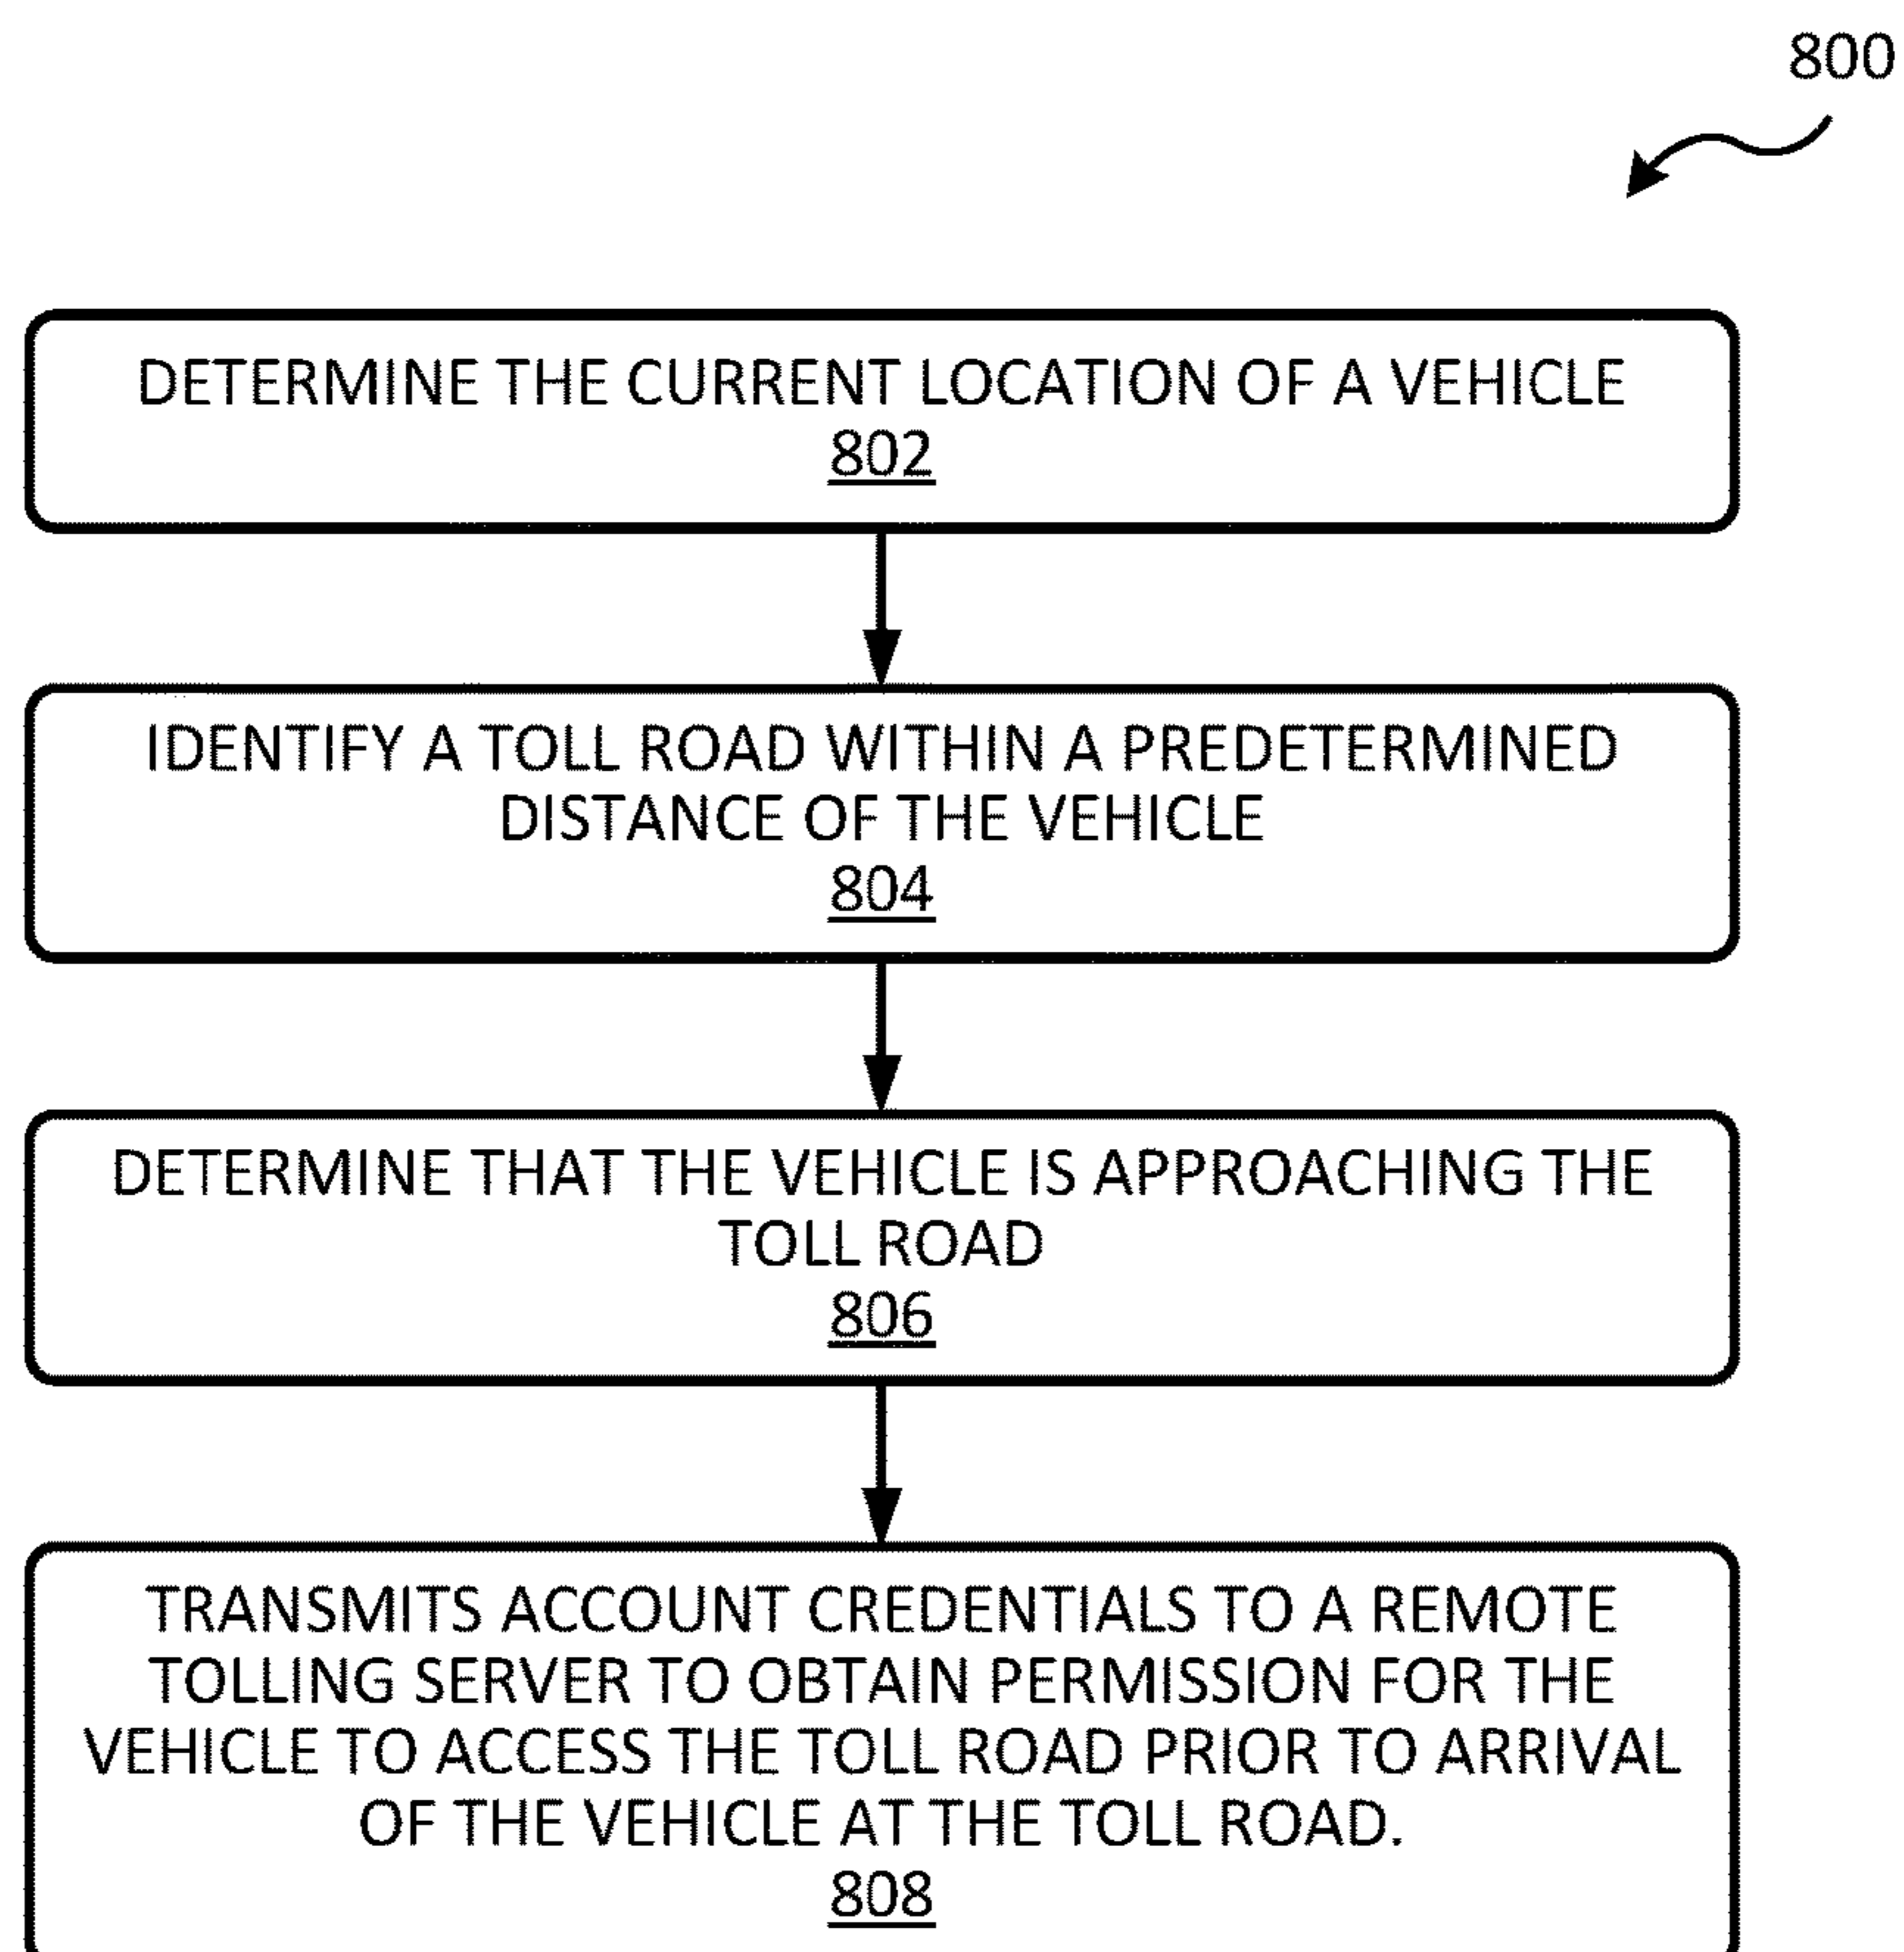 800
DETERMINE THE CURRENT LOCATION OF A VEHICLE
802
IDENTIFY A TOLL ROAD WITHIN A PREDETERMINED
DISTANCE OF THE VEHICLE
804
DETERMINE THAT THE VEHICLE IS APPROACHING THE
TOLL ROAD
806
TRANSMITS ACCOUNT CREDENTIALS TO A REMOTE
TOLLING SERVER TO OBTAIN PERMISSION FOR THE
VEHICLE TO ACCESS THE TOLL ROAD PRIOR TO ARRIVAL
OF THE VEHICLE AT THE TOLL ROAD.
808